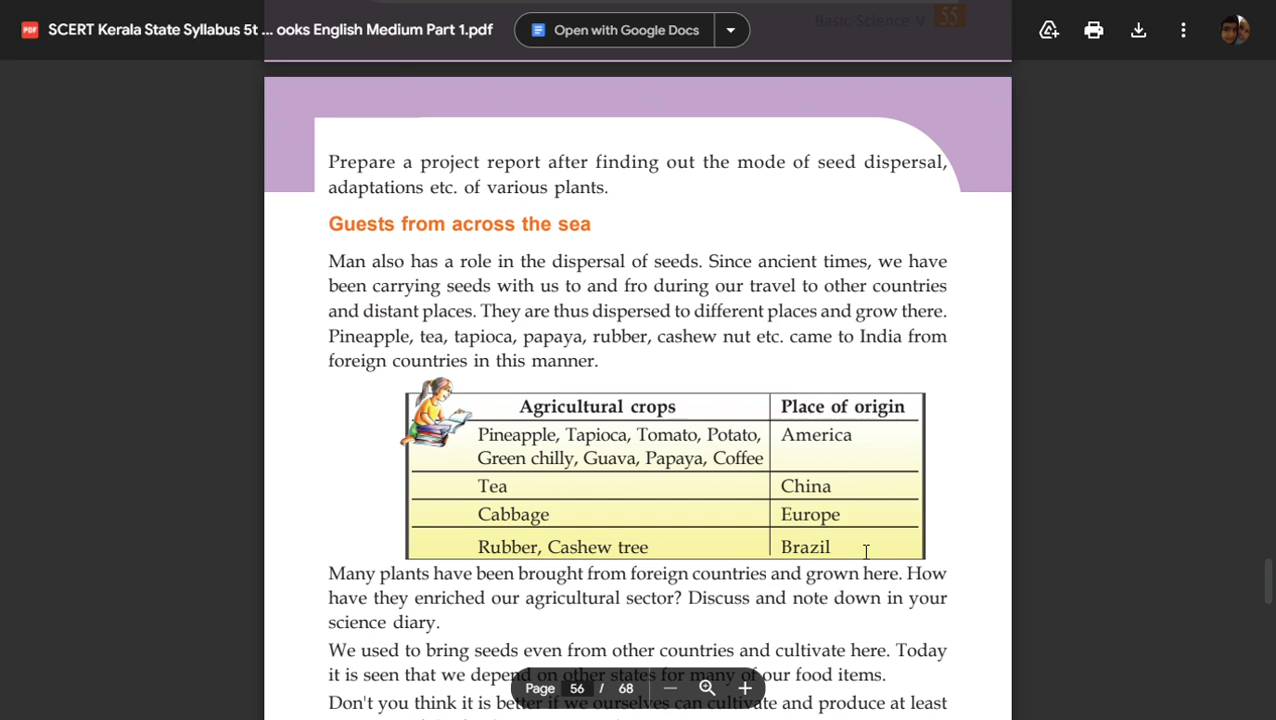 SCERT Kerala State Syllabus 5t ... ooks English Medium Part 1.pdf
Open with Google Docs
Basic Science V 55
Prepare a project report after finding out the mode of seed dispersal,
adaptations etc. of various plants.
Guests from across the sea
Man also has a role in the dispersal of seeds. Since ancient times, we have
been carrying seeds with us to and fro during our travel to other countries
and distant places. They are thus dispersed to different places and grow there.
Pineapple, tea, tapioca, papaya, rubber, cashew nut etc. came to India from
foreign countries in this manner.
Agricultural crops Place of origin
Pineapple, Tapioca, Tomato, Potato, America
Green chilly, Guava, Papaya, Coffee
Tea China
Cabbage Europe
Rubber, Cashew tree Brazil
Many plants have been brought from foreign countries and grown here. How
have they enriched our agricultural sector? Discuss and note down in your
science diary.
We used to bring seeds even from other countries and cultivate here. Today
it is seen that we depend on other states for many of our food items.
Page 56 / 68
Don't you think it is better if we ourselves can cultivate and produce at least